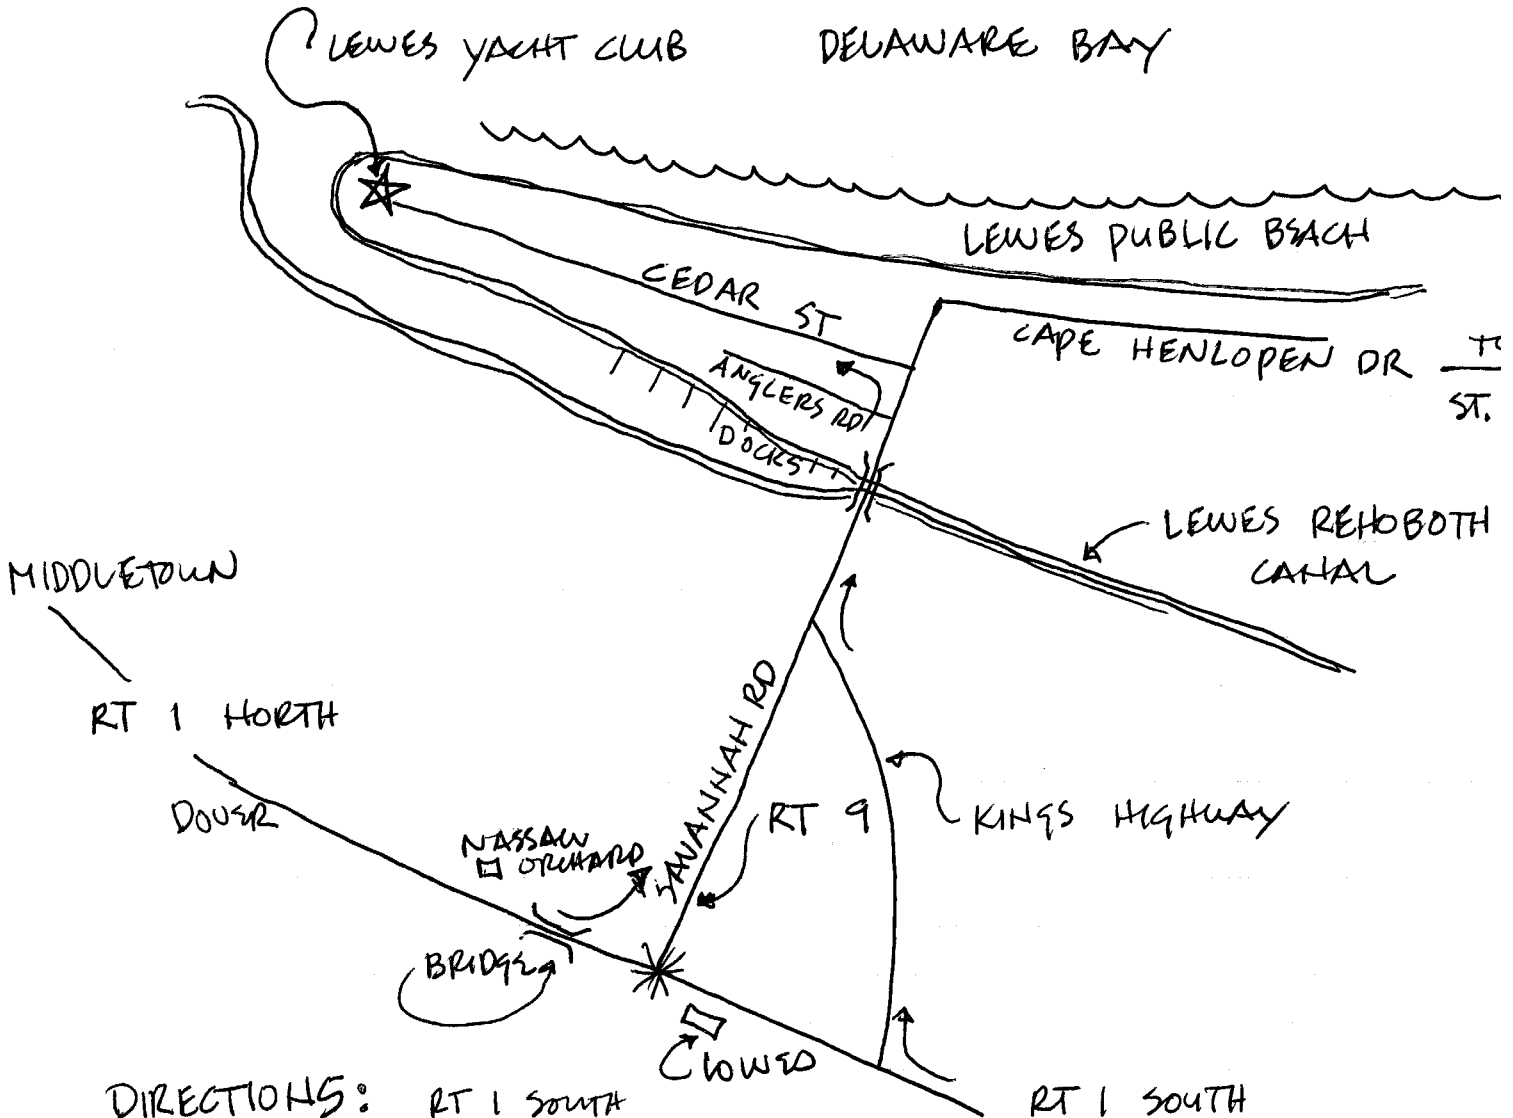 LEWES YACHT CLUB
DELAWARE BAY
LEWES PUBLIC BEACH
CEDAR ST
CAPE HENLOPEN DR
ST.
ANGLERS RD
DOCKS
LEWES REHOBOTH
CANAL
MIDDLETOWN
RT 1 NORTH
SAVANNAH RD
DOVER
RT 9
KINGS HIGHWAY
NASSAU
ORCHARD
BRIDGE
CLOWES
DIRECTIONS: RT 1 SOUTH
RT 1 SOUTH